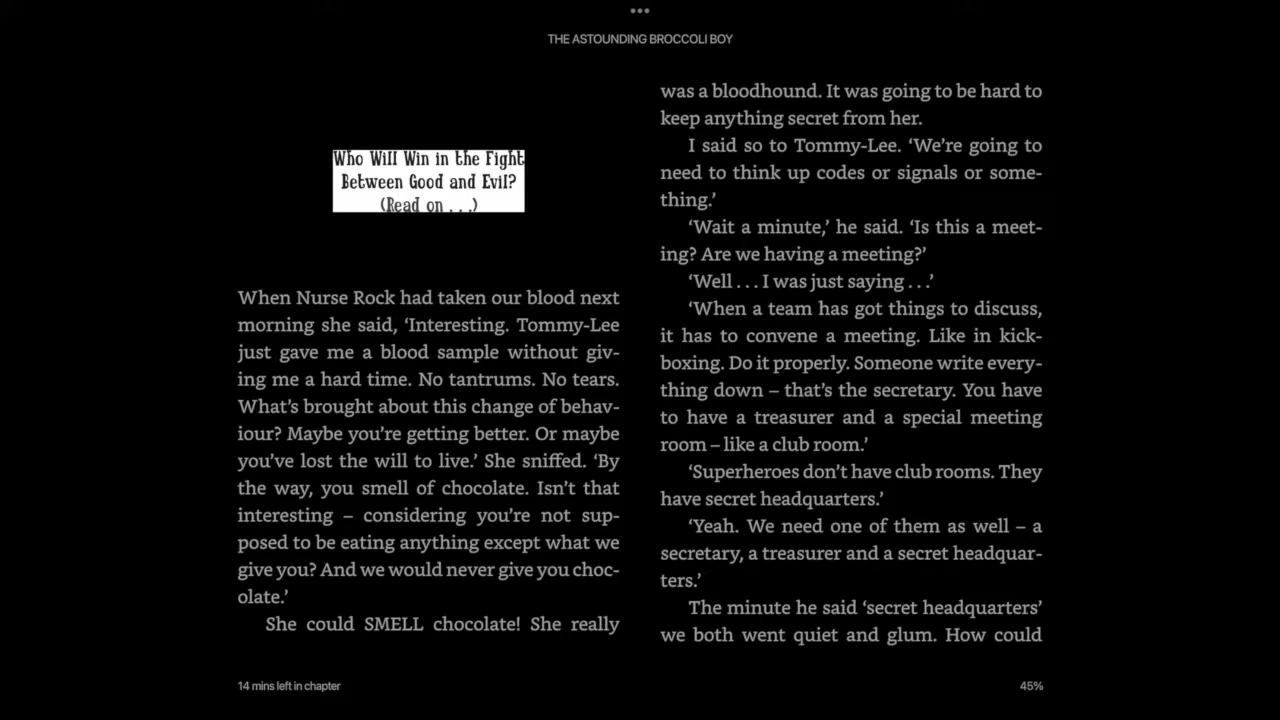 THE ASTOUNDING BROCCOLI BOY
Who Will Win in the Fight
Between Good and Evil?
(Read on . . .)
When Nurse Rock had taken our blood next
morning she said, ‘Interesting. Tommy-Lee
just gave me a blood sample without giv-
ing me a hard time. No tantrums. No tears.
What’s brought about this change of behav-
iour? Maybe you’re getting better. Or maybe
you’ve lost the will to live.’ She sniffed. ‘By
the way, you smell of chocolate. Isn’t that
interesting – considering you’re not sup-
posed to be eating anything except what we
give you? And we would never give you choc-
olate.’
She could SMELL chocolate! She really
was a bloodhound. It was going to be hard to
keep anything secret from her.
I said so to Tommy-Lee. ‘We’re going to
need to think up codes or signals or some-
thing.’
‘Wait a minute,’ he said. ‘Is this a meet-
ing? Are we having a meeting?’
‘Well . . . I was just saying . . .’
‘When a team has got things to discuss,
it has to convene a meeting. Like in kick-
boxing. Do it properly. Someone write every-
thing down – that’s the secretary. You have
to have a treasurer and a special meeting
room – like a club room.’
‘Superheroes don’t have club rooms. They
have secret headquarters.’
‘Yeah. We need one of them as well – a
secretary, a treasurer and a secret headquar-
ters.’
The minute he said ‘secret headquarters’
we both went quiet and glum. How could
14 mins left in chapter
45%